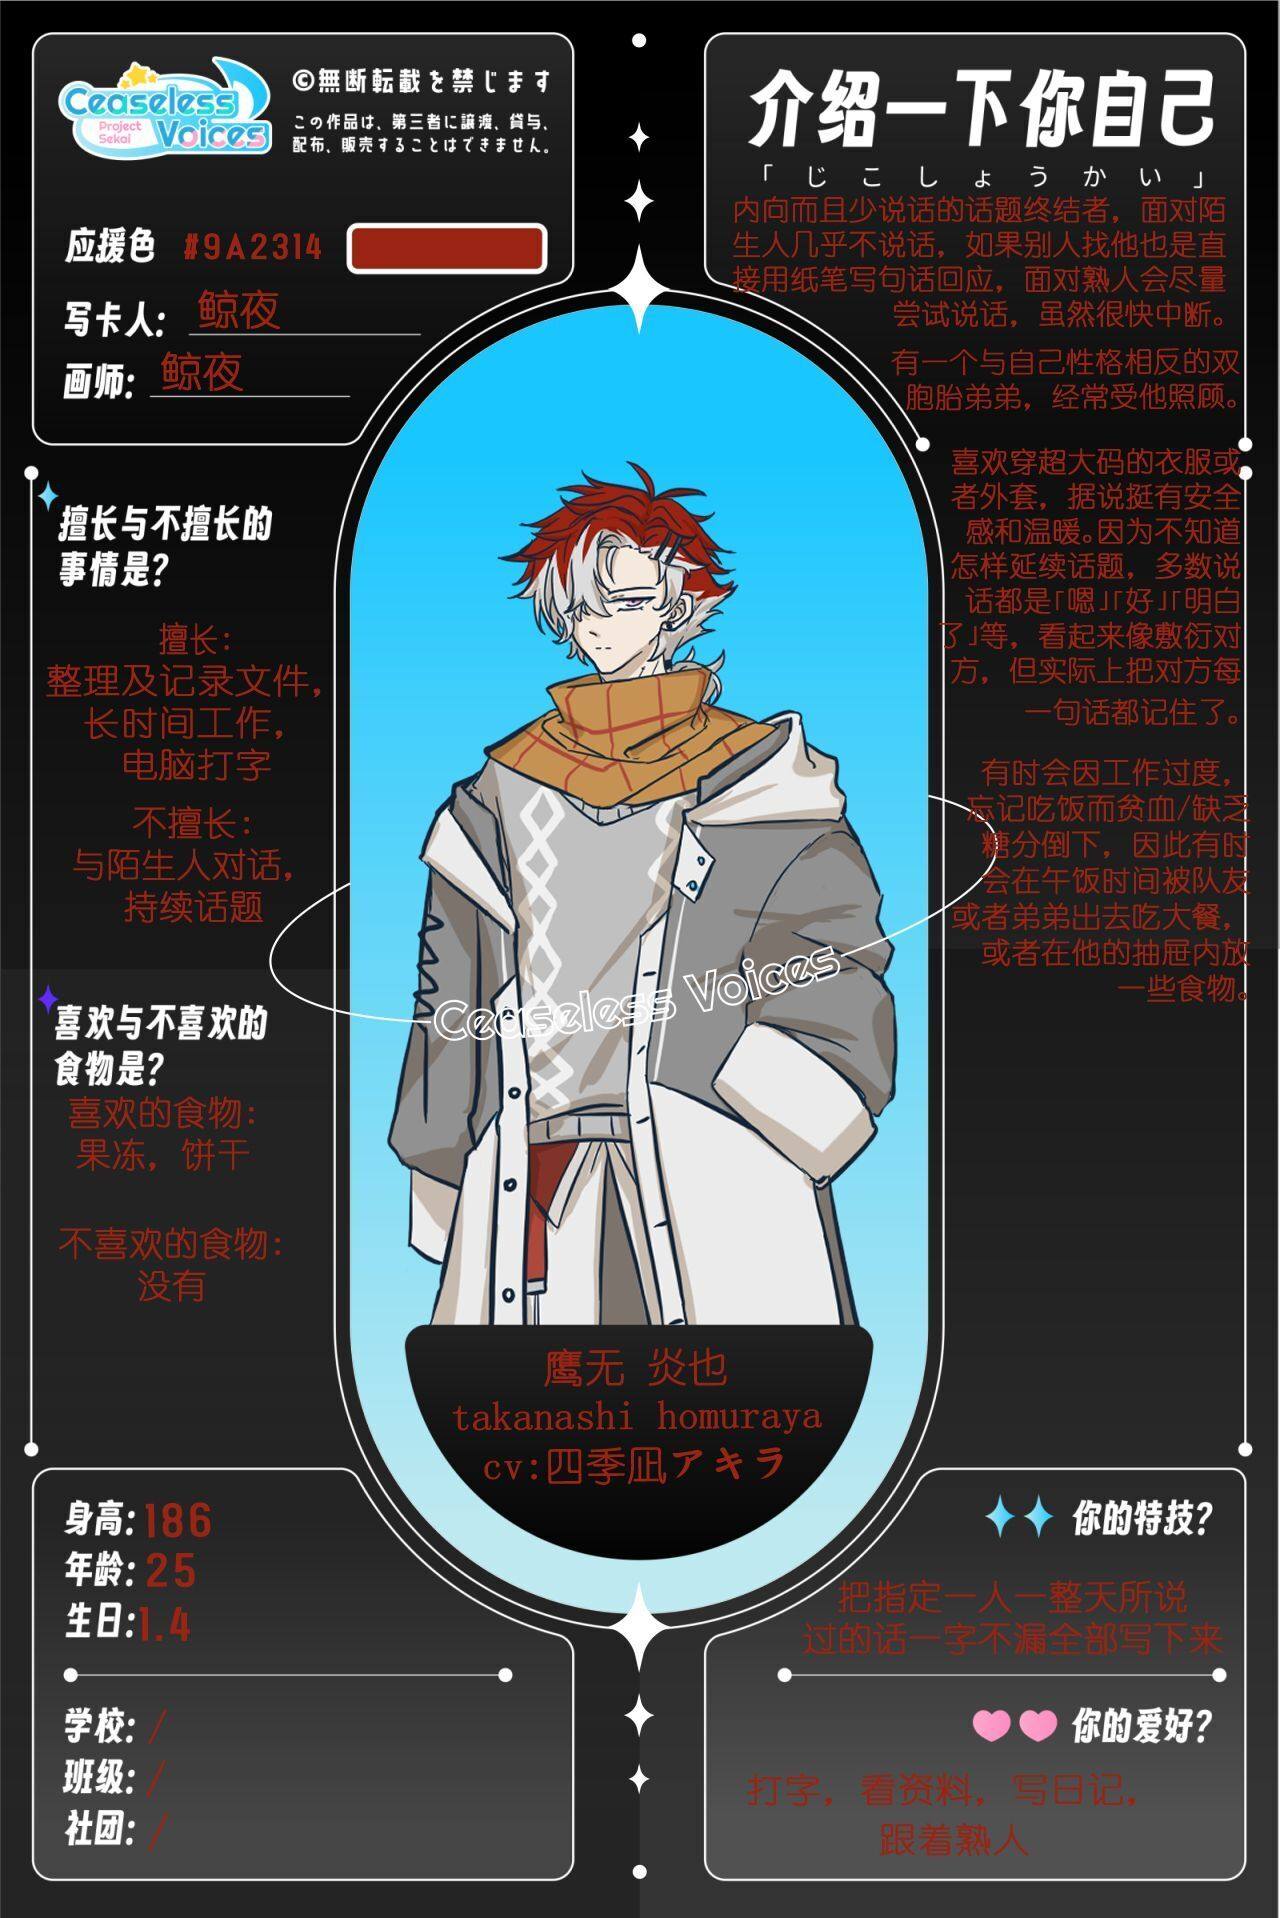 Ceaseless
Project
Sekai
Voices
©無断転載を禁じます
この作品は、第三者に譲渡、貸与、
配布、販売することはできません。
应援色 #9A2314
写卡人: 鲸夜
画师: 鲸夜
介绍一下你自己
「じこしょうかい」
内向而且少说话的话题终结者，面对陌
生人几乎不说话，如果别人找他也是直
接用纸笔写句话回应，面对熟人会尽量
尝试说话，虽然很快中断。
有一个与自己性格相反的双
胞胎弟弟，经常受他照顾。
喜欢穿超大码的衣服或
者外套，据说挺有安全
感和温暖。因为不知道
怎样延续话题，多数说
话都是「嗯」「好」「明白
了」等，看起来像敷衍对
方，但实际上把对方每
一句话都记住了。
有时会因工作过度，
忘记吃饭而贫血/缺乏
糖分倒下，因此有时
会在午饭时间被队友
或者弟弟出去吃大餐，
或者在他的抽屉内放
一些食物。
擅长与不擅长的
事情是?
擅长：
整理及记录文件，
长时间工作，
电脑打字
不擅长：
与陌生人对话，
持续话题
喜欢与不喜欢的
食物是?
喜欢的食物：
果冻，饼干
不喜欢的食物：
没有
Ceaseless Voices
鹰无 炎也
takanashi homuraya
cv:四季凪アキラ
身高: 186
年龄: 25
生日: 1.4
学校: /
班级: /
社团: /
你的特技?
把指定一人一整天所说
过的话一字不漏全部写下来
你的爱好?
打字，看资料，写日记，
跟着熟人